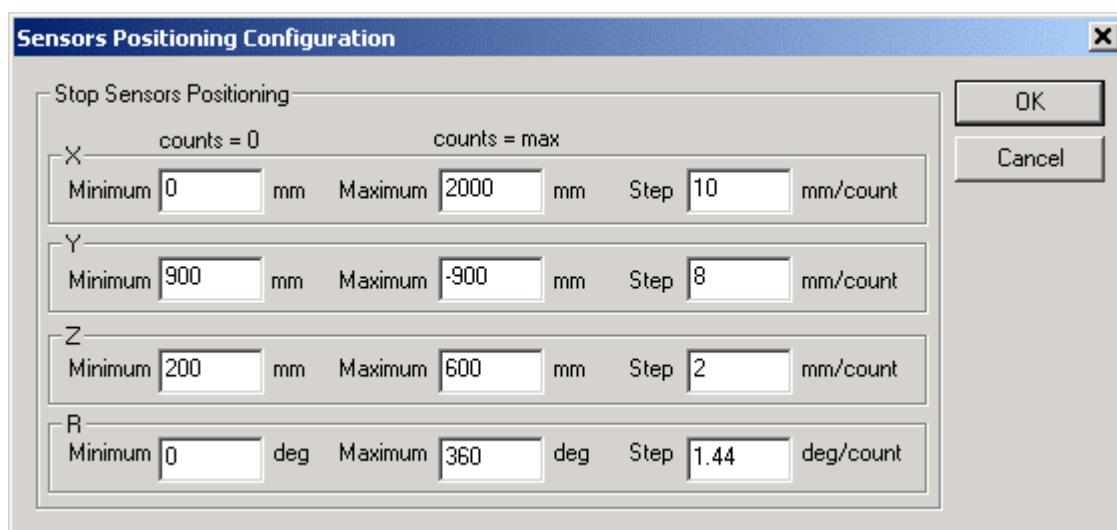 Sensors Positioning Configuration
Stop Sensors Positioning
OK
counts = 0 counts = max
Cancel
X
Minimum 0 mm Maximum 2000 mm Step 10 mm/count
Y
Minimum 900 mm Maximum -900 mm Step 8 mm/count
Z
Minimum 200 mm Maximum 600 mm Step 2 mm/count
R
Minimum 0 deg Maximum 360 deg Step 1.44 deg/count